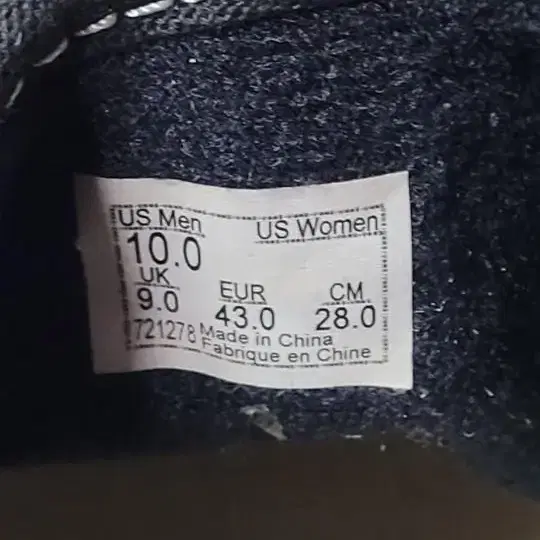 US Men US Women
10.0
UK EUR CM
9.0 43.0 28.0
721278 Made in China
Fabrique en Chine